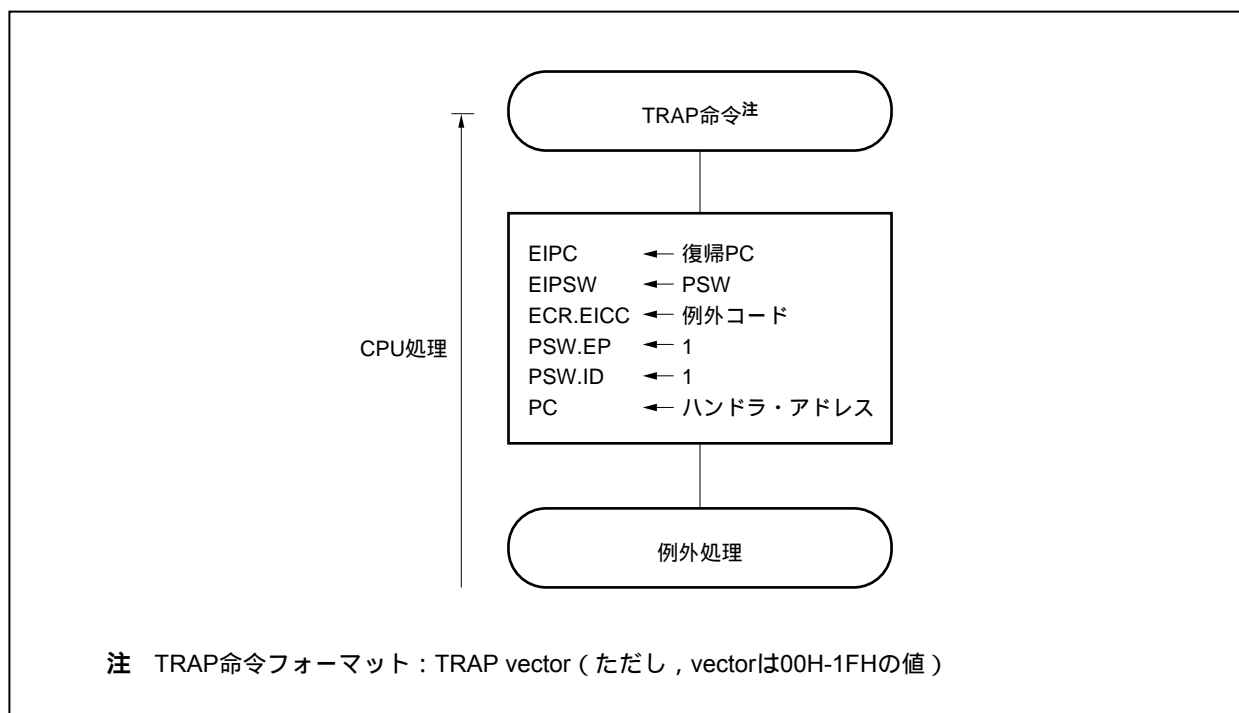 TRAP命令注
EIPC ← 復帰PC
EIPSW ← PSW
ECR.EICC ← 例外コード
PSW.EP ← 1
PSW.ID ← 1
PC ← ハンドラ・アドレス
CPU処理
例外処理
注 TRAP命令フォーマット：TRAP vector（ただし，vectorは00H-1FHの値）